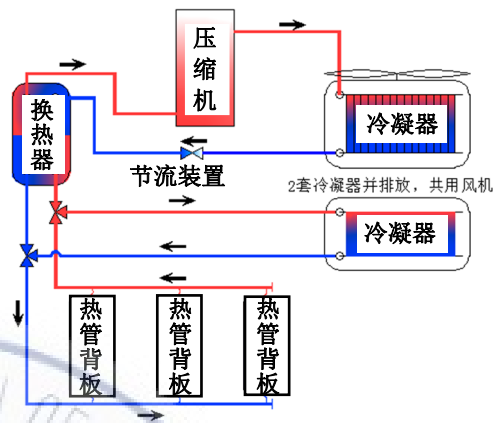 压缩机
换热器
冷凝器
节流装置
2套冷凝器并排放，共用风机
冷凝器
热管背板
热管背板
热管背板